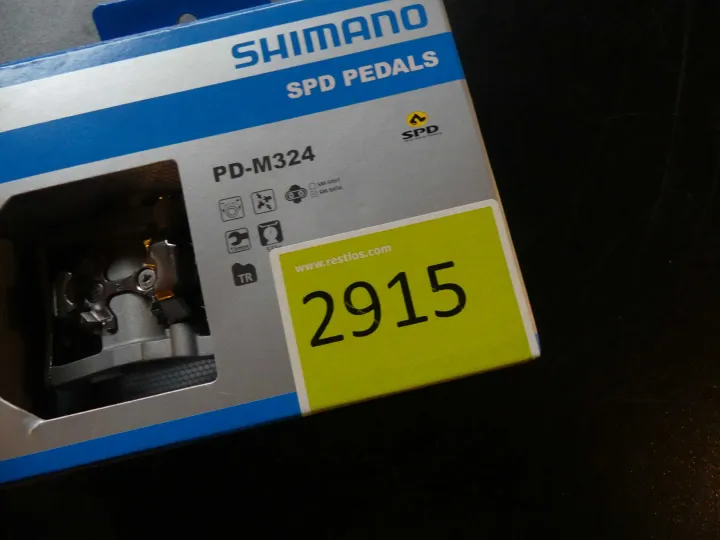 SHIMANO
SPD PEDALS
SPD
PD-M324
TR
www.restlos.com
2915